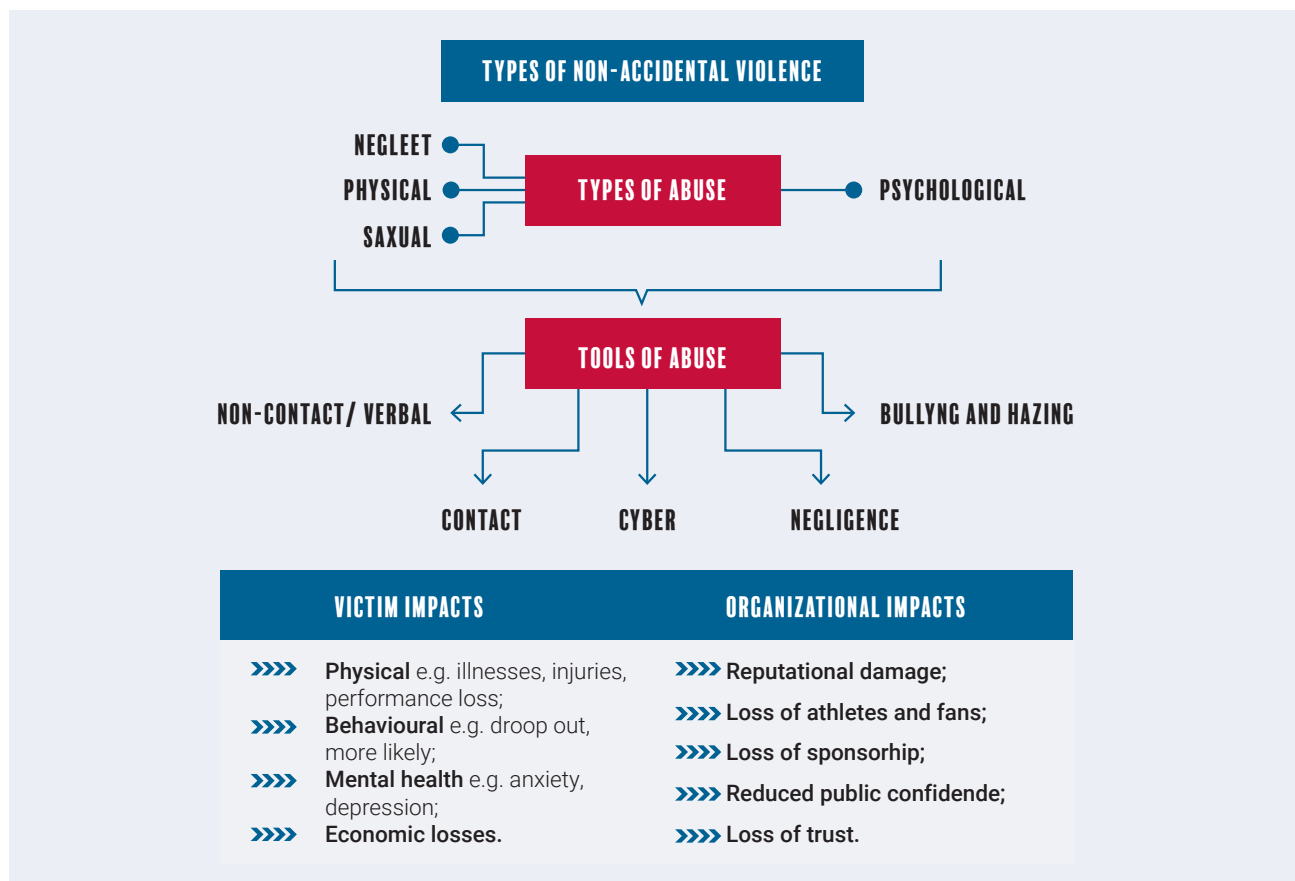 TYPES OF NON-ACCIDENTAL VIOLENCE
NEGLEET
PHYSICAL
SAXUAL
TYPES OF ABUSE
PSYCHOLOGICAL
TOOLS OF ABUSE
NON-CONTACT/ VERBAL
BULLYNG AND HAZING
CONTACT
CYBER
NEGLIGENCE
VICTIM IMPACTS
Physical e.g. illnesses, injuries,
performance loss;
Behavioural e.g. droop out,
more likely;
Mental health e.g. anxiety,
depression;
Economic losses.
ORGANIZATIONAL IMPACTS
Reputational damage;
Loss of athletes and fans;
Loss of sponsorhip;
Reduced public confidende;
Loss of trust.